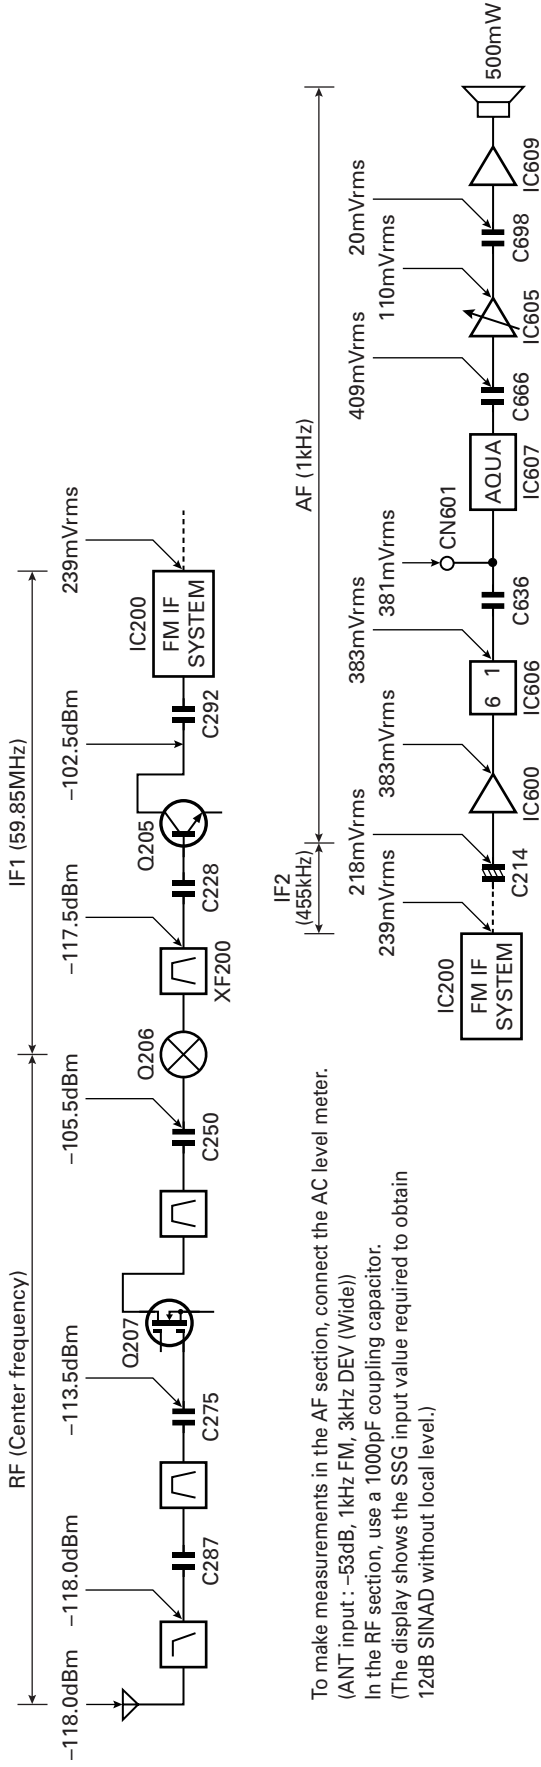 RF (Center frequency)
IF1 (59.85MHz)
–118.0dBm
–118.0dBm
–113.5dBm
–105.5dBm
–117.5dBm
–102.5dBm
239mVrms
C287
C275
Q207
C250
Q206
XF200
C228
Q205
C292
IC200
FM IF
SYSTEM
IF2
(455kHz)
AF (1kHz)
239mVrms
218mVrms
383mVrms
383mVrms
381mVrms
409mVrms
110mVrms
20mVrms
IC200
FM IF
SYSTEM
C214
IC600
6 1
IC606
C636
CN601
AQUA
IC607
C666
IC605
C698
IC609
500mW
To make measurements in the AF section, connect the AC level meter.
(ANT input : –53dB, 1kHz FM, 3kHz DEV (Wide))
In the RF section, use a 1000pF coupling capacitor.
(The display shows the SSG input value required to obtain
12dB SINAD without local level.)